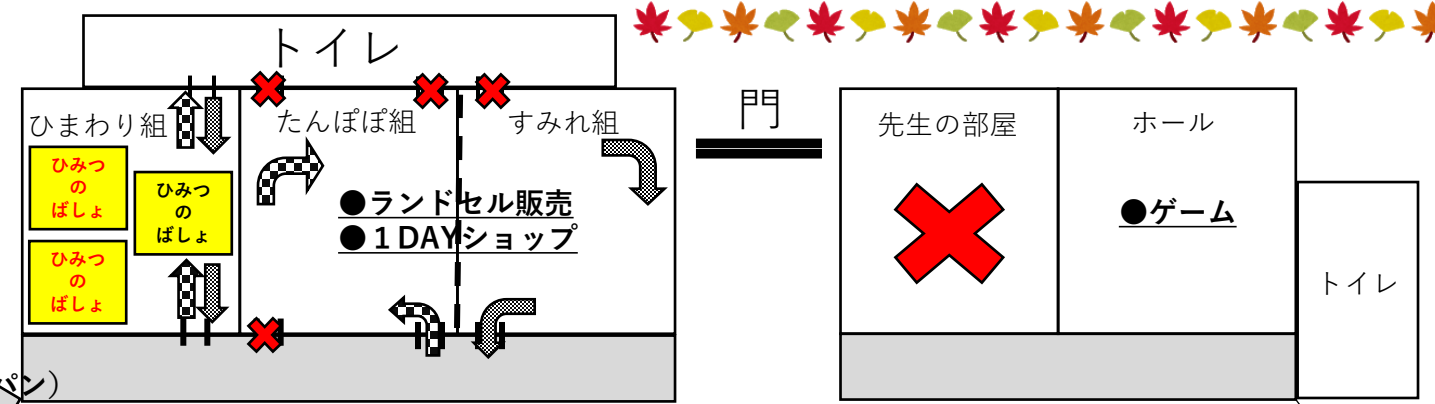 トイレ
門
ひまわり組
たんぽぽ組
すみれ組
先生の部屋
ホール
ひみつ
の
ばしょ
ひみつ
の
ばしょ
ひみつ
の
ばしょ
●ランドセル販売
●１DAYショップ
●ゲーム
トイレ
パン）